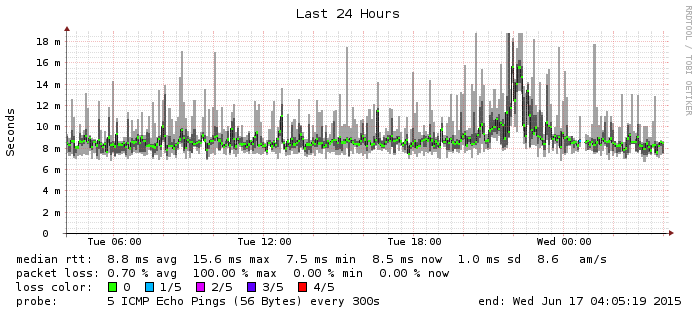 Last 24 Hours
RRDTOOL / TOBI OETIKER
Seconds
18 m
16 m
14 m
12 m
10 m
8 m
6 m
4 m
2 m
0
Tue 06:00 Tue 12:00 Tue 18:00 Wed 00:00
median rtt: 8.8 ms avg 15.6 ms max 7.5 ms min 8.5 ms now 1.0 ms sd 8.6 am/s
packet loss: 0.70 % avg 100.00 % max 0.00 % min 0.00 % now
loss color: 0 1/5 2/5 3/5 4/5
probe: 5 ICMP Echo Pings (56 Bytes) every 300s end: Wed Jun 17 04:05:19 2015